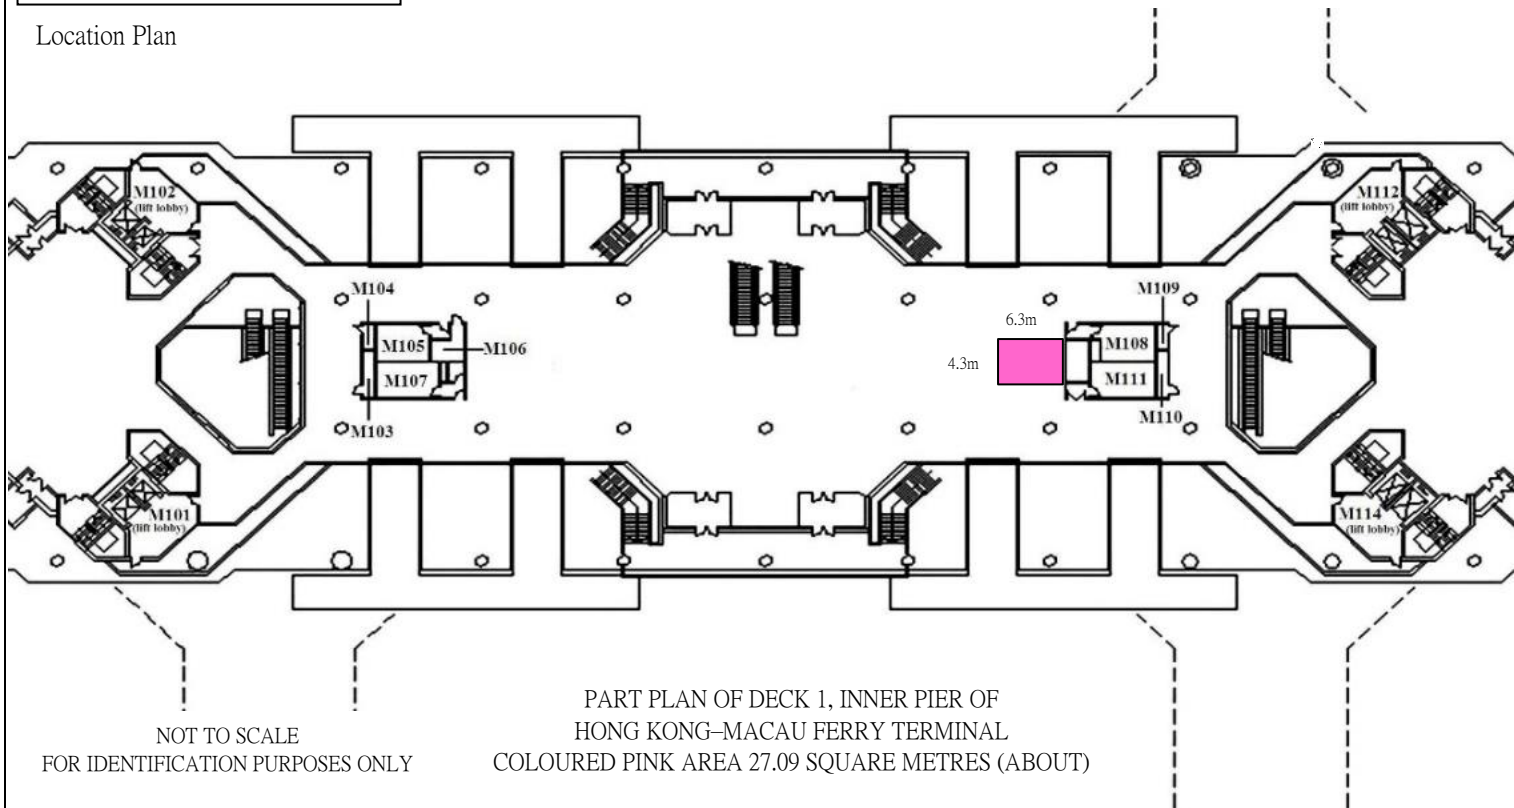 Location Plan
M102
(lift lobby)
M112
(lift lobby)
M104
M109
6.3m
M105
M106
M108
4.3m
M107
M111
M103
M110
M101
(lift lobby)
M114
(lift lobby)
PART PLAN OF DECK 1, INNER PIER OF
HONG KONG–MACAU FERRY TERMINAL
COLOURED PINK AREA 27.09 SQUARE METRES (ABOUT)
NOT TO SCALE
FOR IDENTIFICATION PURPOSES ONLY